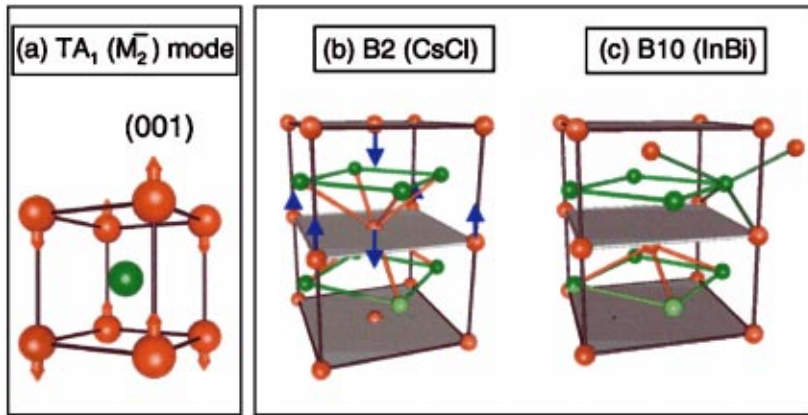 (a) TA₁ (M₂⁻) mode
(b) B2 (CsCl)
(c) B10 (InBi)
(001)